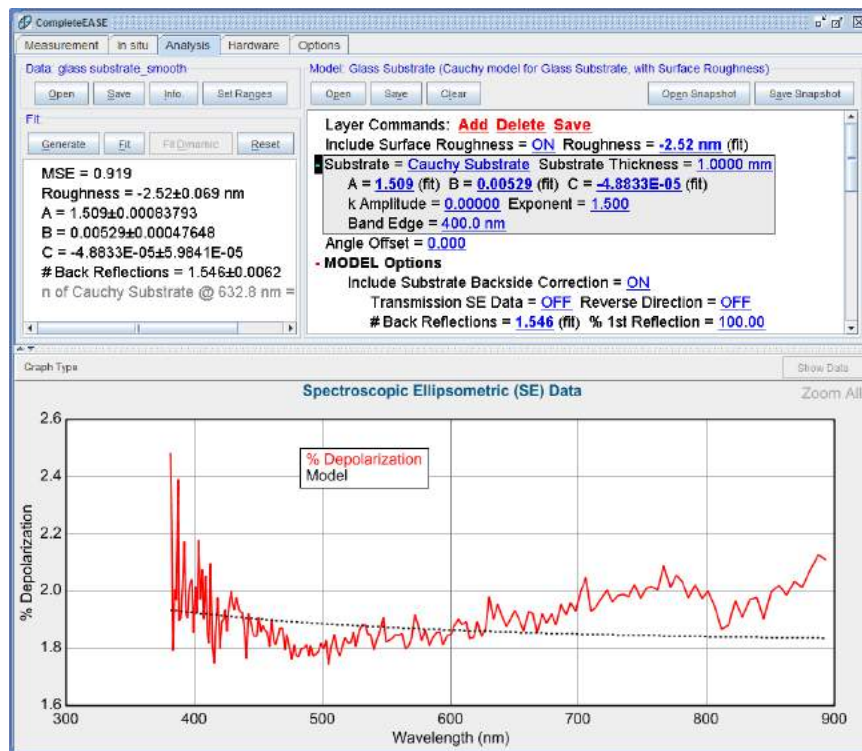 CompleteEASE
Measurement In situ Analysis Hardware Options
Data: glass substrate_smooth
Open Save Info. Set Ranges
Fit:
Generate Fit Fit Dynamic Reset
MSE = 0.919
Roughness = -2.52±0.069 nm
A = 1.509±0.00083793
B = 0.00529±0.00047648
C = -4.8833E-05±5.9841E-05
# Back Reflections = 1.546±0.0062
n of Cauchy Substrate @ 632.8 nm =
Model: Glass Substrate (Cauchy model for Glass Substrate, with Surface Roughness)
Open Save Clear Open Snapshot Save Snapshot
Layer Commands: Add Delete Save
Include Surface Roughness = ON Roughness = -2.52 nm (fit)
- Substrate = Cauchy Substrate Substrate Thickness = 1.0000 mm
A = 1.509 (fit) B = 0.00529 (fit) C = -4.8833E-05 (fit)
k Amplitude = 0.00000 Exponent = 1.500
Band Edge = 400.0 nm
Angle Offset = 0.000
- MODEL Options
Include Substrate Backside Correction = ON
Transmission SE Data = OFF Reverse Direction = OFF
# Back Reflections = 1.546 (fit) % 1st Reflection = 100.00
Graph Type
Show Data
Spectroscopic Ellipsometric (SE) Data
Zoom All
% Depolarization
2.6
2.4
2.2
2.0
1.8
1.6
% Depolarization
Model
300 400 500 600 700 800 900
Wavelength (nm)